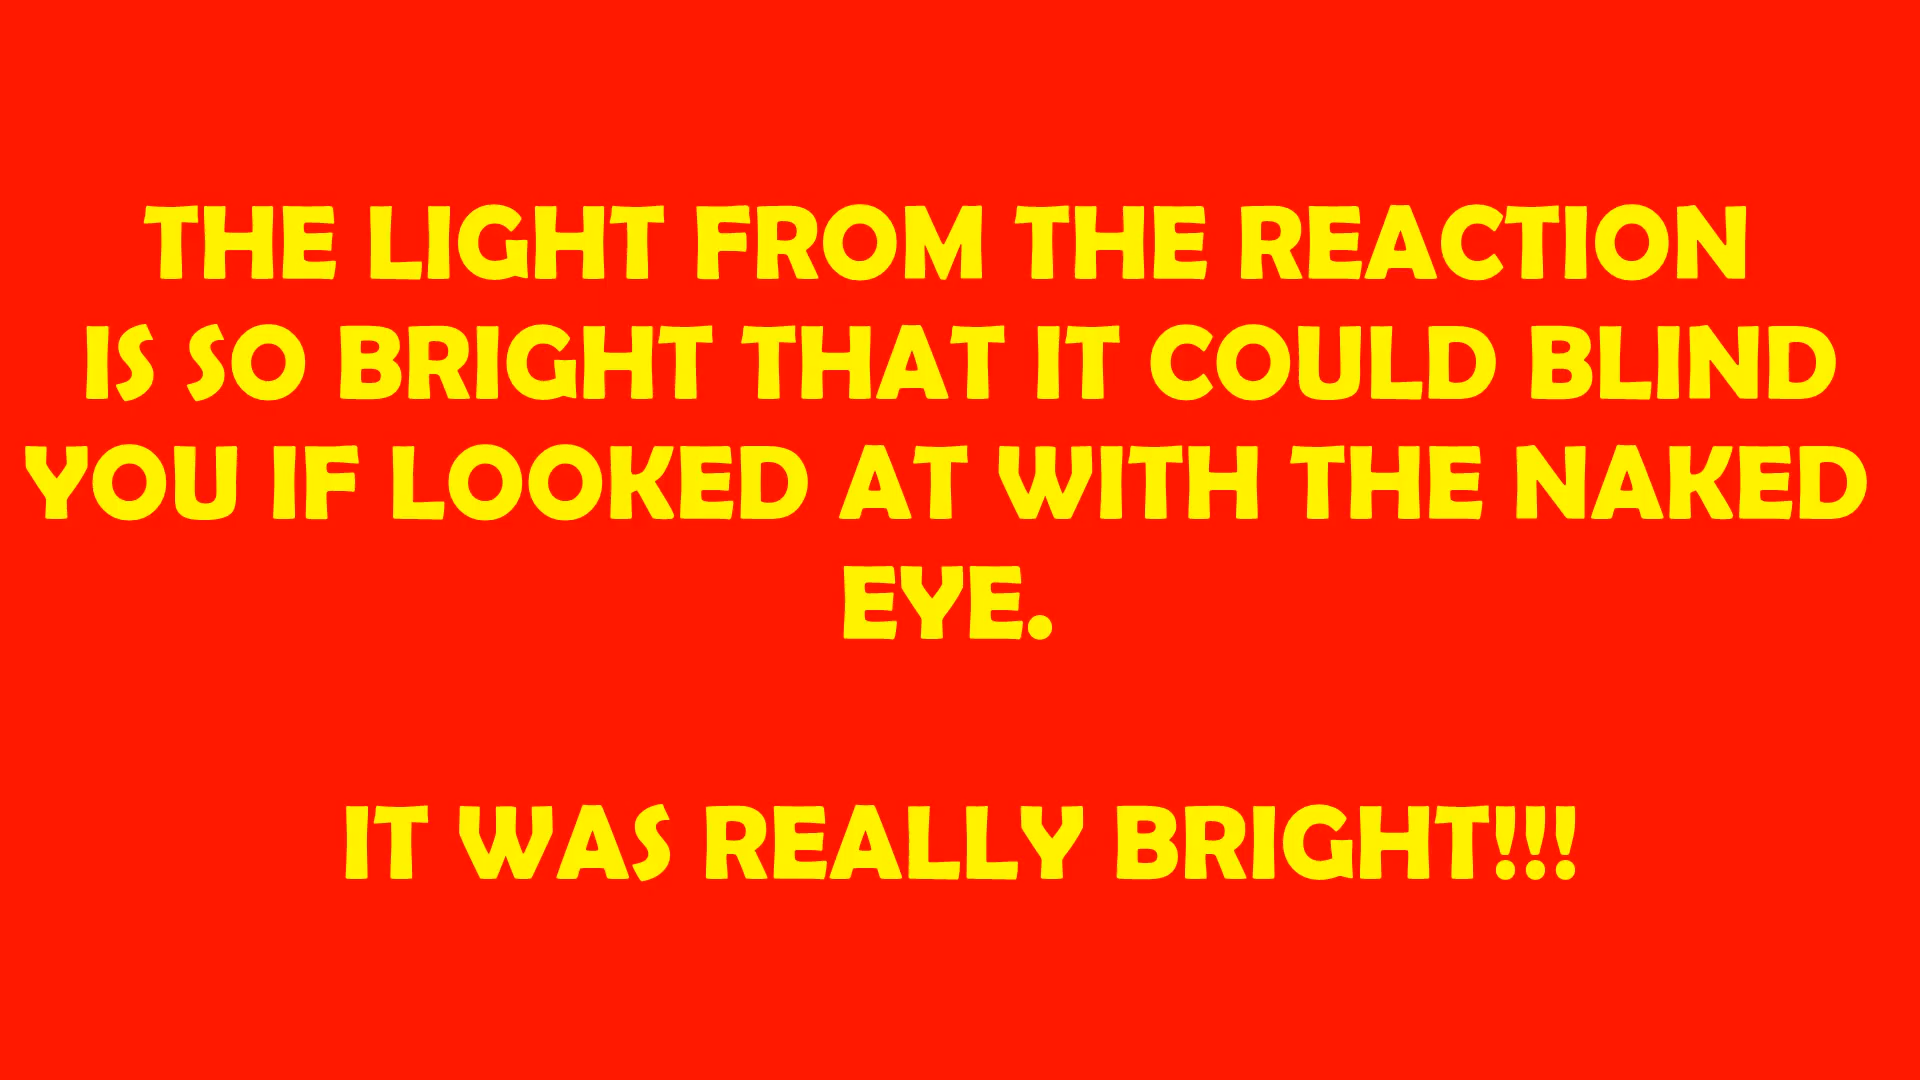 THE LIGHT FROM THE REACTION
IS SO BRIGHT THAT IT COULD BLIND
YOU IF LOOKED AT WITH THE NAKED
EYE.
IT WAS REALLY BRIGHT!!!